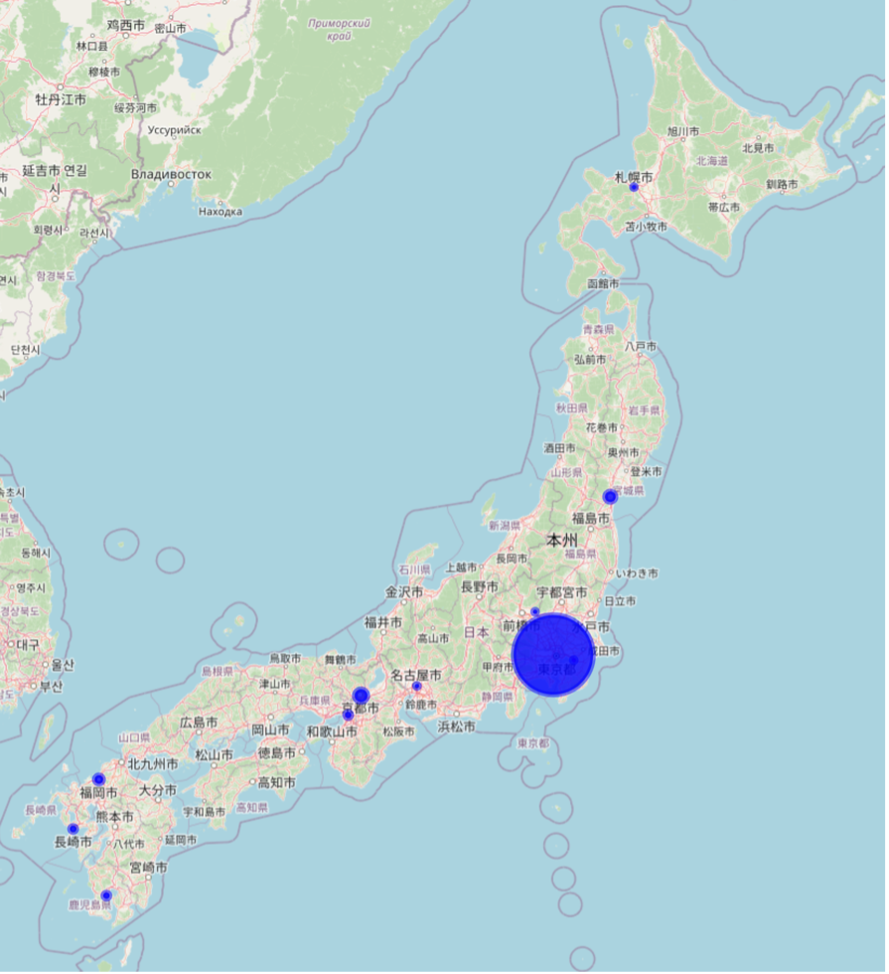 鸡西市
密山市
Приморский
край
林口县
穆棱市
牡丹江市
绥芬河市
Уссурийск
延吉市 연길
시
Владивосток
Находка
회령시
라선시
함경북도
단천시
旭川市
北見市
北海道
札幌市
釧路市
帯広市
苫小牧市
函館市
青森県
八戸市
弘前市
秋田県
岩手県
花巻市
酒田市
奥州市
山形県
登米市
宮城県
속초시
동해시
福島市
新潟県
本州
福島県
長岡市
いわき市
石川県
上越市
長野市
宇都宮市
日立市
金沢市
영주시
경상북도
福井市
高山市
日本
前橋市
水戸市
대구
울산
부산
成田市
東京都
甲府市
鳥取市
舞鶴市
島根県
津山市
兵庫県
京都市
名古屋市
鈴鹿市
静岡県
広島市
岡山市
和歌山市
松阪市
浜松市
山口県
松山市
徳島市
東京都
北九州市
高知市
福岡市
大分市
長崎県
熊本市
宇和島市
高知県
長崎市
八代市
延岡市
宮崎市
鹿児島県